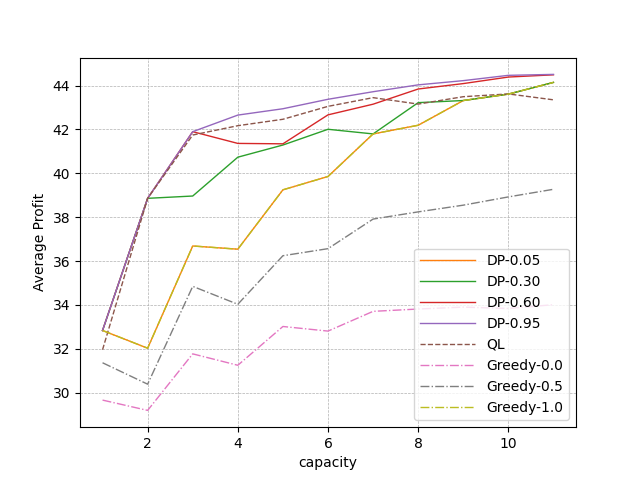 44
42
40
38
36
34
32
30
Average Profit
2
4
6
8
10
capacity
DP-0.05
DP-0.30
DP-0.60
DP-0.95
QL
Greedy-0.0
Greedy-0.5
Greedy-1.0